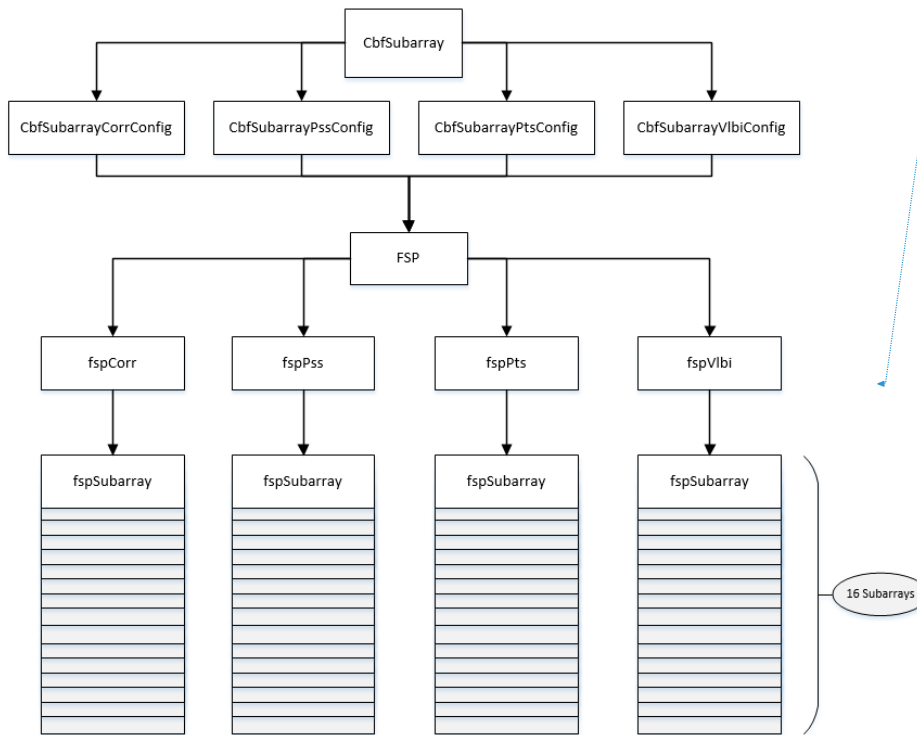 CbfSubarray
CbfSubarrayCorrConfig
CbfSubarrayPssConfig
CbfSubarrayPtsConfig
CbfSubarrayVlbiConfig
FSP
fspCorr
fspPss
fspPts
fspVlbi
fspSubarray
fspSubarray
fspSubarray
fspSubarray
16 Subarrays